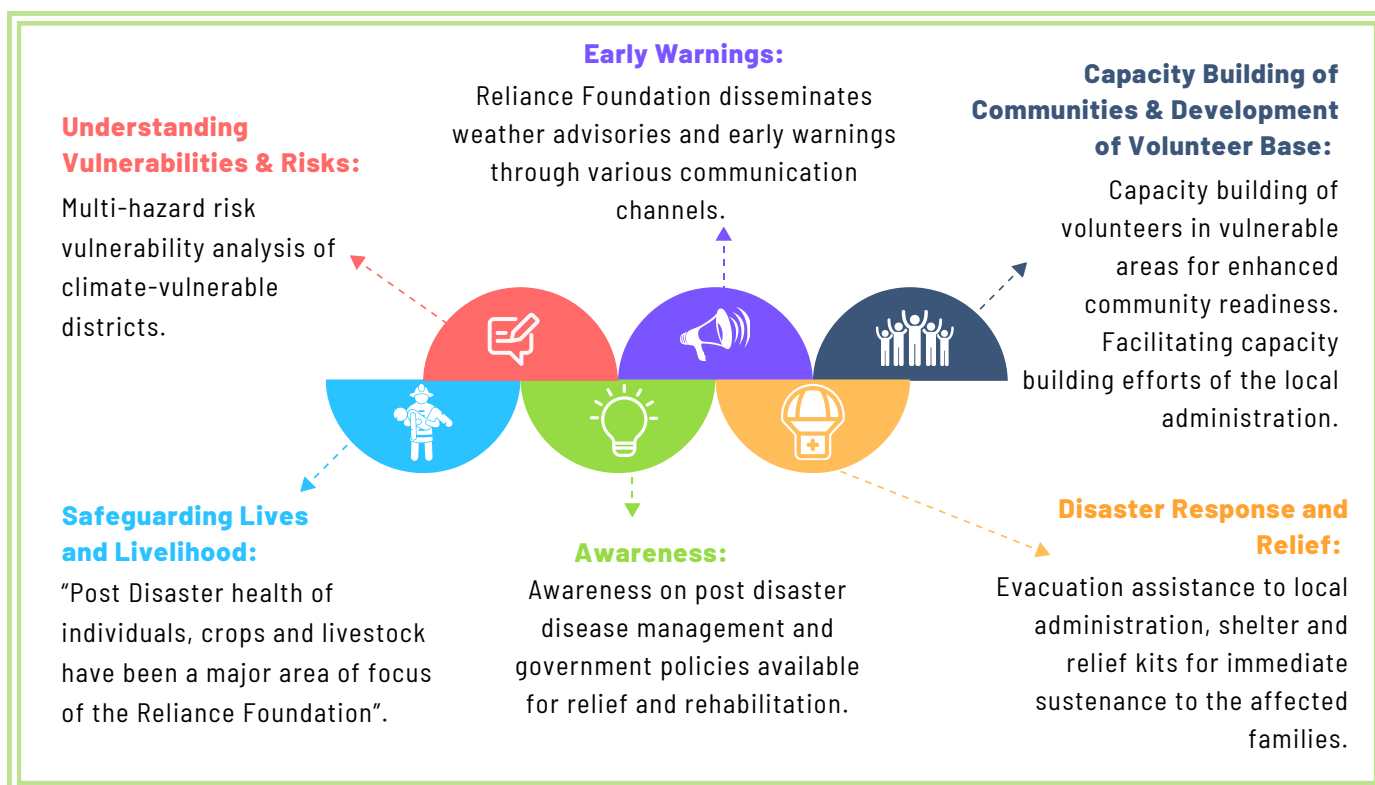 Understanding
Vulnerabilities & Risks:
Multi-hazard risk
vulnerability analysis of
climate-vulnerable
districts.
Early Warnings:
Reliance Foundation disseminates
weather advisories and early warnings
through various communication
channels.
Capacity Building of
Communities & Development
of Volunteer Base:
Capacity building of
volunteers in vulnerable
areas for enhanced
community readiness.
Facilitating capacity
building efforts of the local
administration.
Safeguarding Lives
and Livelihood:
“Post Disaster health of
individuals, crops and livestock
have been a major area of focus
of the Reliance Foundation”.
Awareness:
Awareness on post disaster
disease management and
government policies available
for relief and rehabilitation.
Disaster Response and
Relief:
Evacuation assistance to local
administration, shelter and
relief kits for immediate
sustenance to the affected
families.